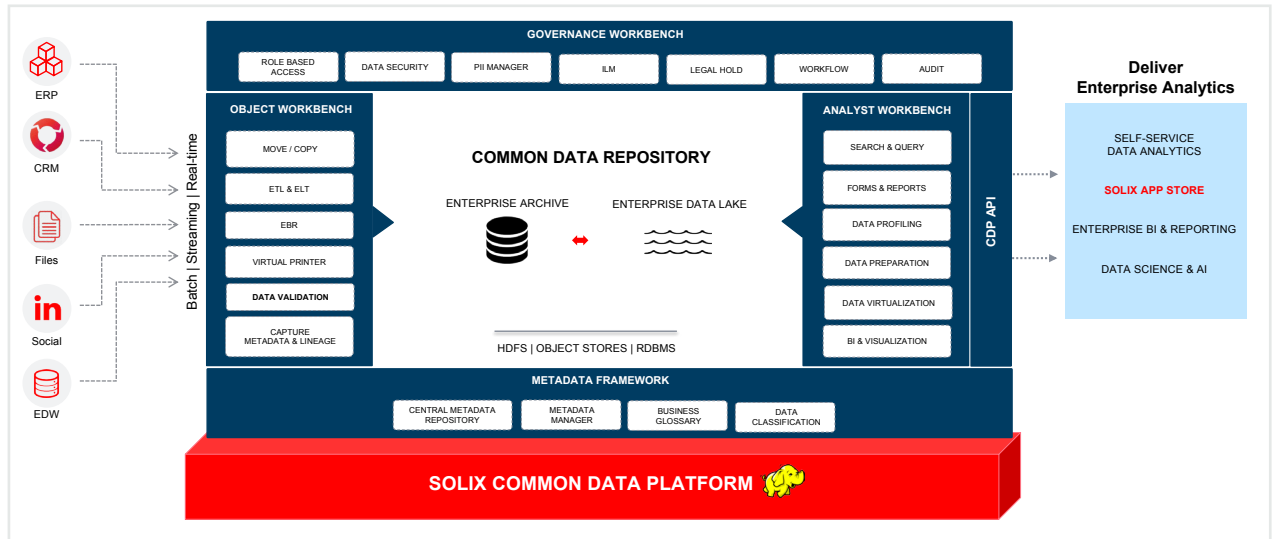 GOVERNANCE WORKBENCH
ROLE BASED
ACCESS
DATA SECURITY
PII MANAGER
ILM
LEGAL HOLD
WORKFLOW
AUDIT
ERP
CRM
Files
Social
in
EDW
Batch | Streaming | Real-time
OBJECT WORKBENCH
MOVE / COPY
ETL & ELT
EBR
VIRTUAL PRINTER
DATA VALIDATION
CAPTURE
METADATA & LINEAGE
COMMON DATA REPOSITORY
ENTERPRISE ARCHIVE
ENTERPRISE DATA LAKE
HDFS | OBJECT STORES | RDBMS
ANALYST WORKBENCH
SEARCH & QUERY
FORMS & REPORTS
DATA PROFILING
DATA PREPARATION
DATA VIRTUALIZATION
BI & VISUALIZATION
CDP API
Deliver
Enterprise Analytics
SELF-SERVICE
DATA ANALYTICS
SOLIX APP STORE
ENTERPRISE BI & REPORTING
DATA SCIENCE & AI
METADATA FRAMEWORK
CENTRAL METADATA
REPOSITORY
METADATA
MANAGER
BUSINESS
GLOSSARY
DATA
CLASSIFICATION
SOLIX COMMON DATA PLATFORM